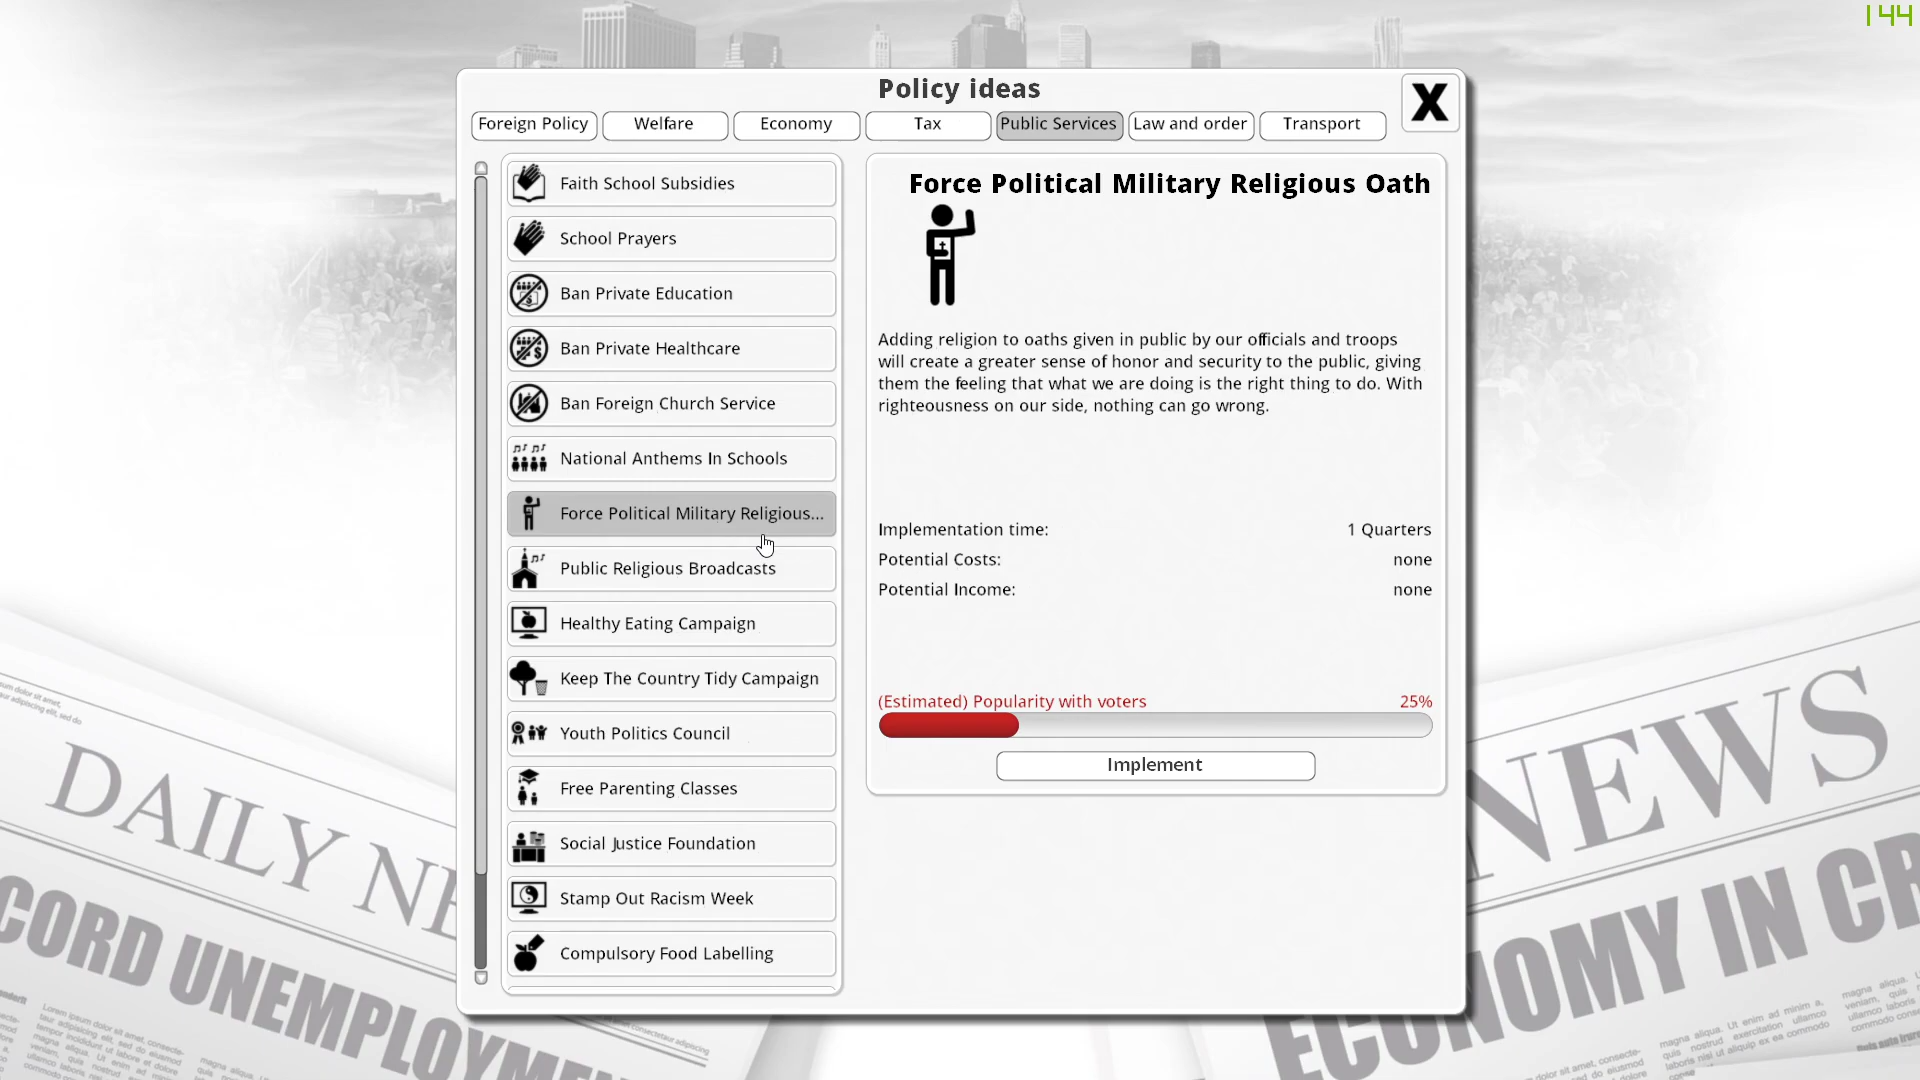 144
Policy ideas
X
Foreign Policy
Welfare
Economy
Tax
Public Services
Law and order
Transport
Faith School Subsidies
School Prayers
Ban Private Education
Ban Private Healthcare
Ban Foreign Church Service
National Anthems In Schools
Force Political Military Religious...
Public Religious Broadcasts
Healthy Eating Campaign
Keep The Country Tidy Campaign
Youth Politics Council
Free Parenting Classes
Social Justice Foundation
Stamp Out Racism Week
Compulsory Food Labelling
Force Political Military Religious Oath
Adding religion to oaths given in public by our officials and troops
will create a greater sense of honor and security to the public, giving
them the feeling that what we are doing is the right thing to do. With
righteousness on our side, nothing can go wrong.
Implementation time: 1 Quarters
Potential Costs: none
Potential Income: none
(Estimated) Popularity with voters 25%
Implement
DAILY NE
CORD UNEMPLOYME
NEWS
ECONOMY IN CR